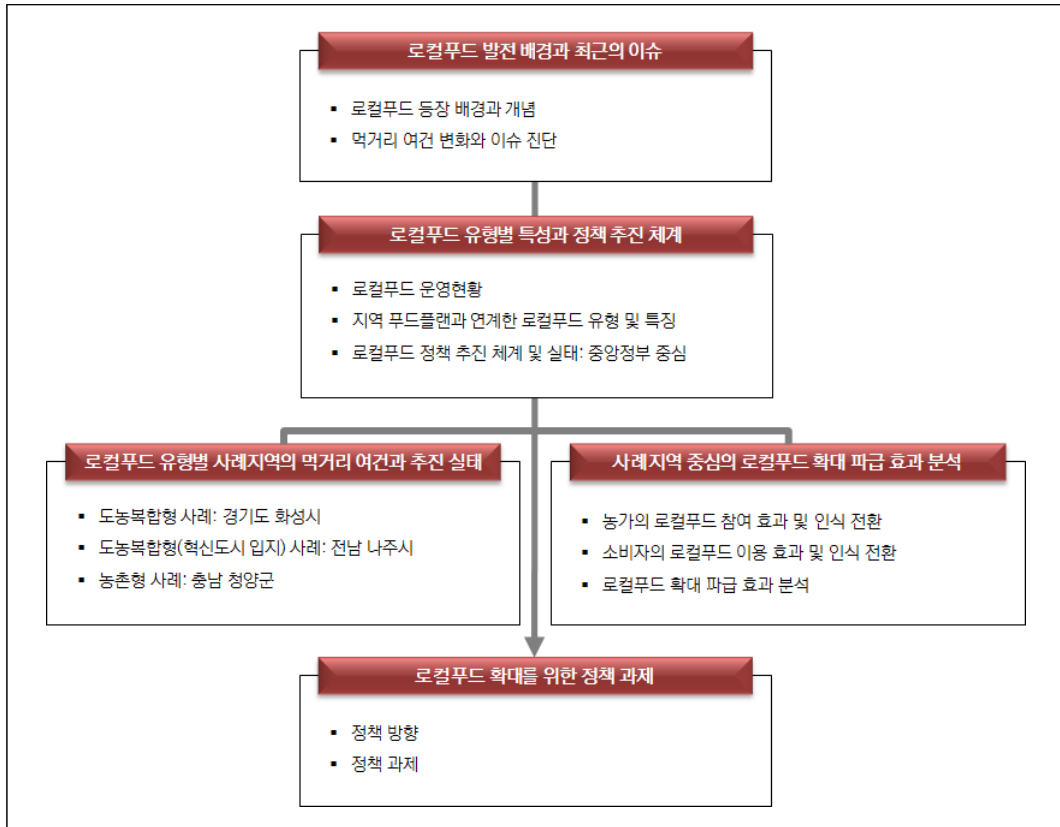 로컬푸드 발전 배경과 최근의 이슈
▪ 로컬푸드 등장 배경과 개념
▪ 먹거리 여건 변화와 이슈 진단
로컬푸드 유형별 특성과 정책 추진 체계
▪ 로컬푸드 운영현황
▪ 지역 푸드플랜과 연계한 로컬푸드 유형 및 특징
▪ 로컬푸드 정책 추진 체계 및 실태: 중앙정부 중심
로컬푸드 유형별 사례지역의 먹거리 여건과 추진 실태
▪ 도농복합형 사례: 경기도 화성시
▪ 도농복합형(혁신도시 입지) 사례: 전남 나주시
▪ 농촌형 사례: 충남 청양군
사례지역 중심의 로컬푸드 확대 파급 효과 분석
▪ 농가의 로컬푸드 참여 효과 및 인식 전환
▪ 소비자의 로컬푸드 이용 효과 및 인식 전환
▪ 로컬푸드 확대 파급 효과 분석
로컬푸드 확대를 위한 정책 과제
▪ 정책 방향
▪ 정책 과제